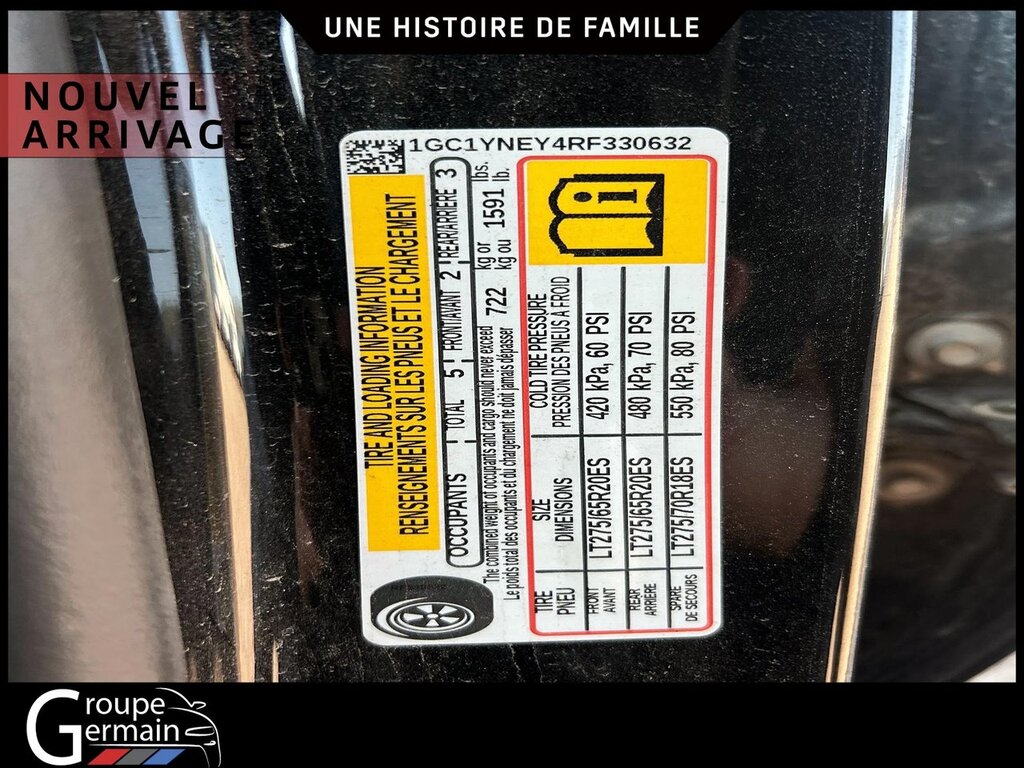 UNE HISTOIRE DE FAMILLE
NOUVEL
ARRIVAGE
1GC1YNEY4RF330632
TIRE AND LOADING INFORMATION
RENSEIGNEMENTS SUR LES PNEUS ET LE CHARGEMENT
OCCUPANTS TOTAL 5 FRONT/AVANT 2 REAR/ARRIÈRE 3
The combined weight of occupants and cargo should never exceed 722 kg or 1591 lbs.
Le poids total des occupants et du chargement ne doit jamais dépasser kg ou lb.
TIRE SIZE COLD TIRE PRESSURE
PNEU DIMENSIONS PRESSION DES PNEUS A FROID
FRONT LT275/65R20ES 420 kPa, 60 PSI
AVANT
REAR LT275/65R20ES 480 kPa, 70 PSI
ARRIÈRE
SPARE LT275/70R18ES 550 kPa, 80 PSI
DE SECOURS
Groupe
Germain